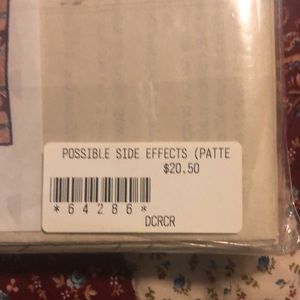 POSSIBLE SIDE EFFECTS (PATTE
$20.50
*64286*
DCRCR